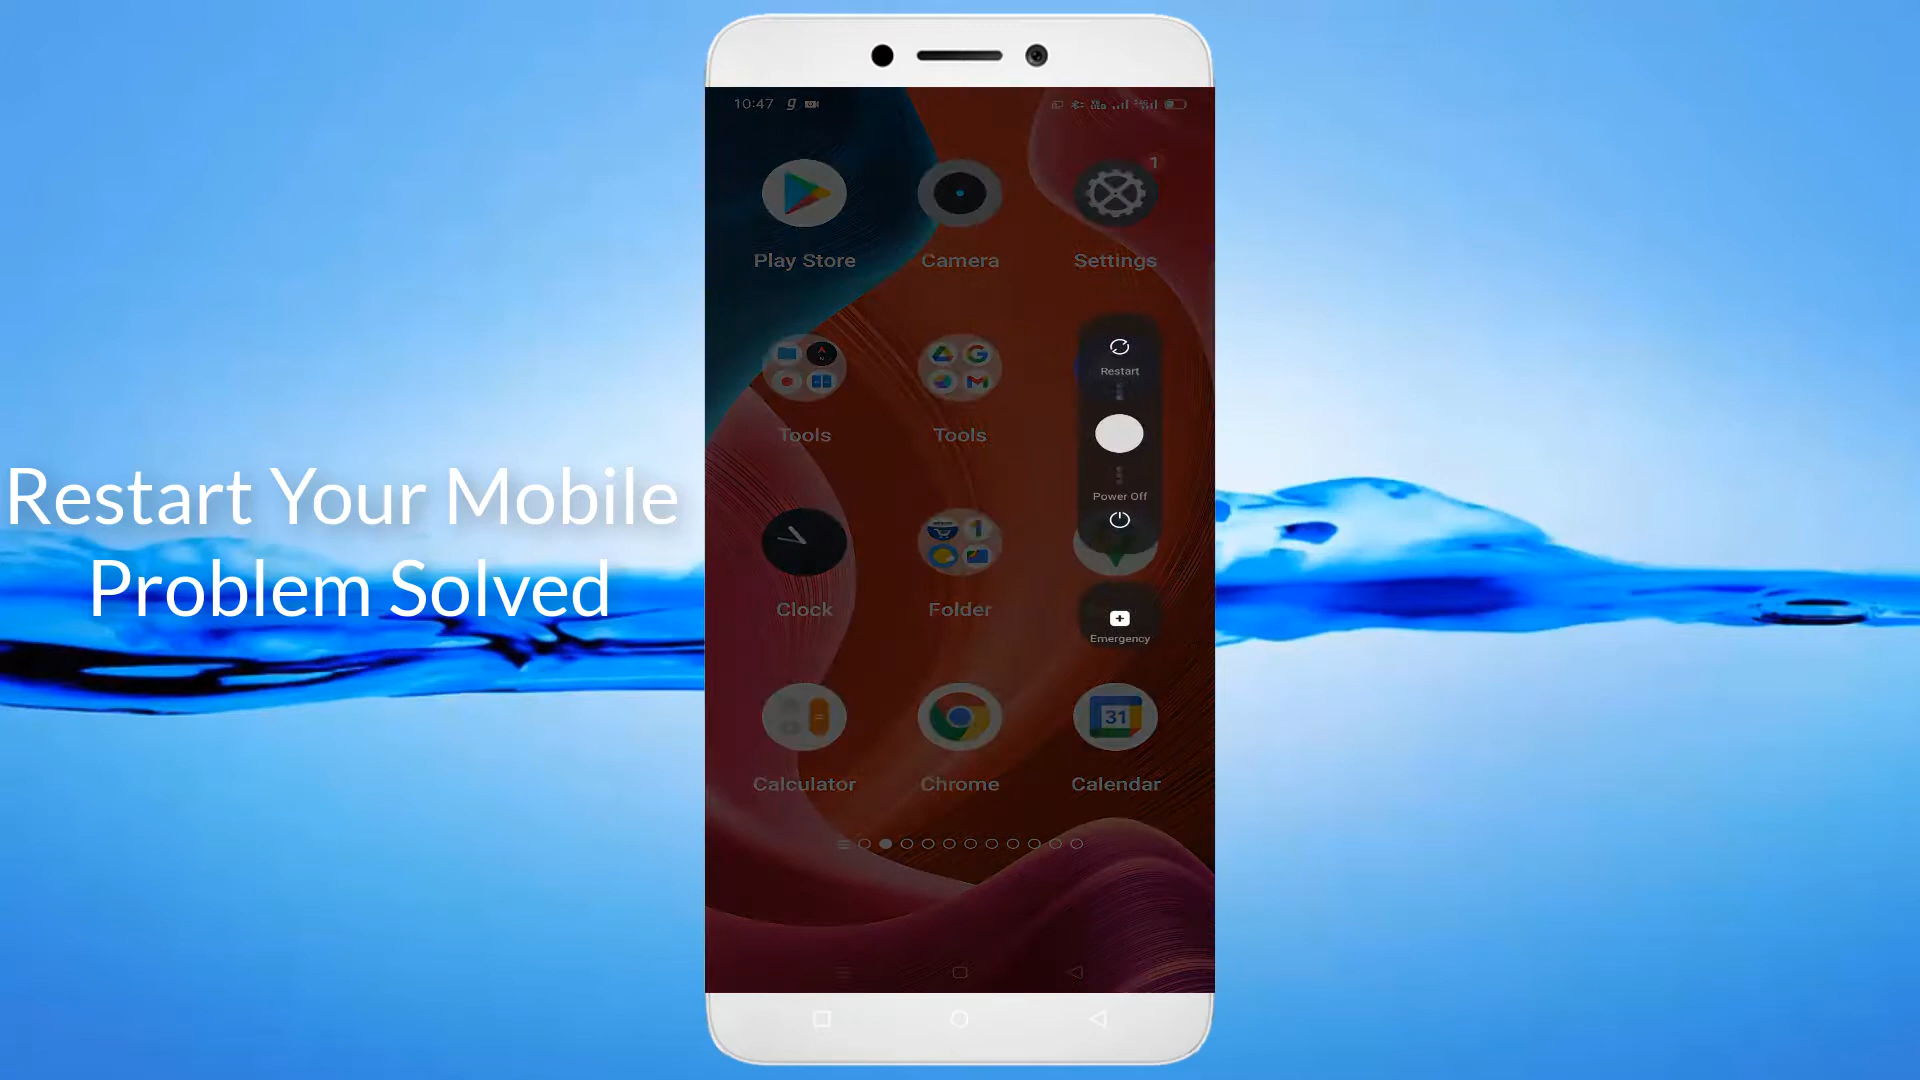 10:47
1
Play Store
Camera
Settings
Restart
Tools
Tools
Power Off
Restart Your Mobile
Problem Solved
Clock
Folder
Emergency
31
Calculator
Chrome
Calendar